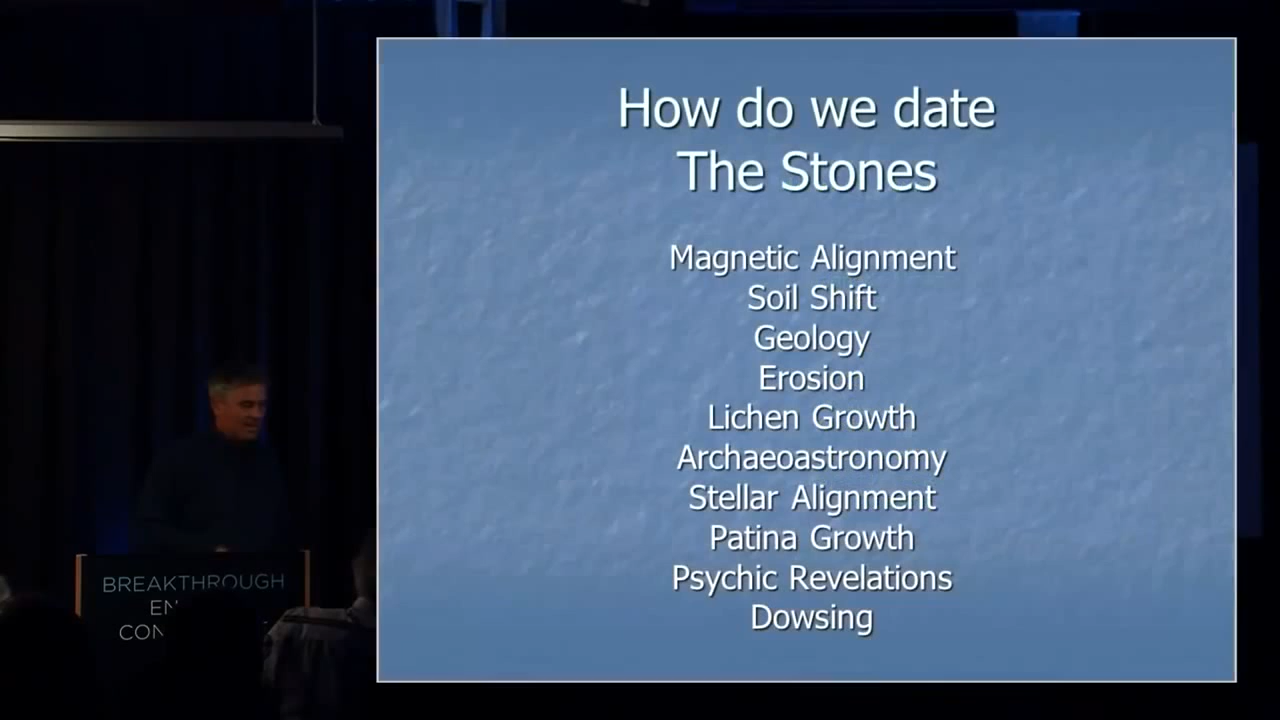 How do we date
The Stones
Magnetic Alignment
Soil Shift
Geology
Erosion
Lichen Growth
Archaeoastronomy
Stellar Alignment
Patina Growth
Psychic Revelations
Dowsing
BREAKTHROUGH